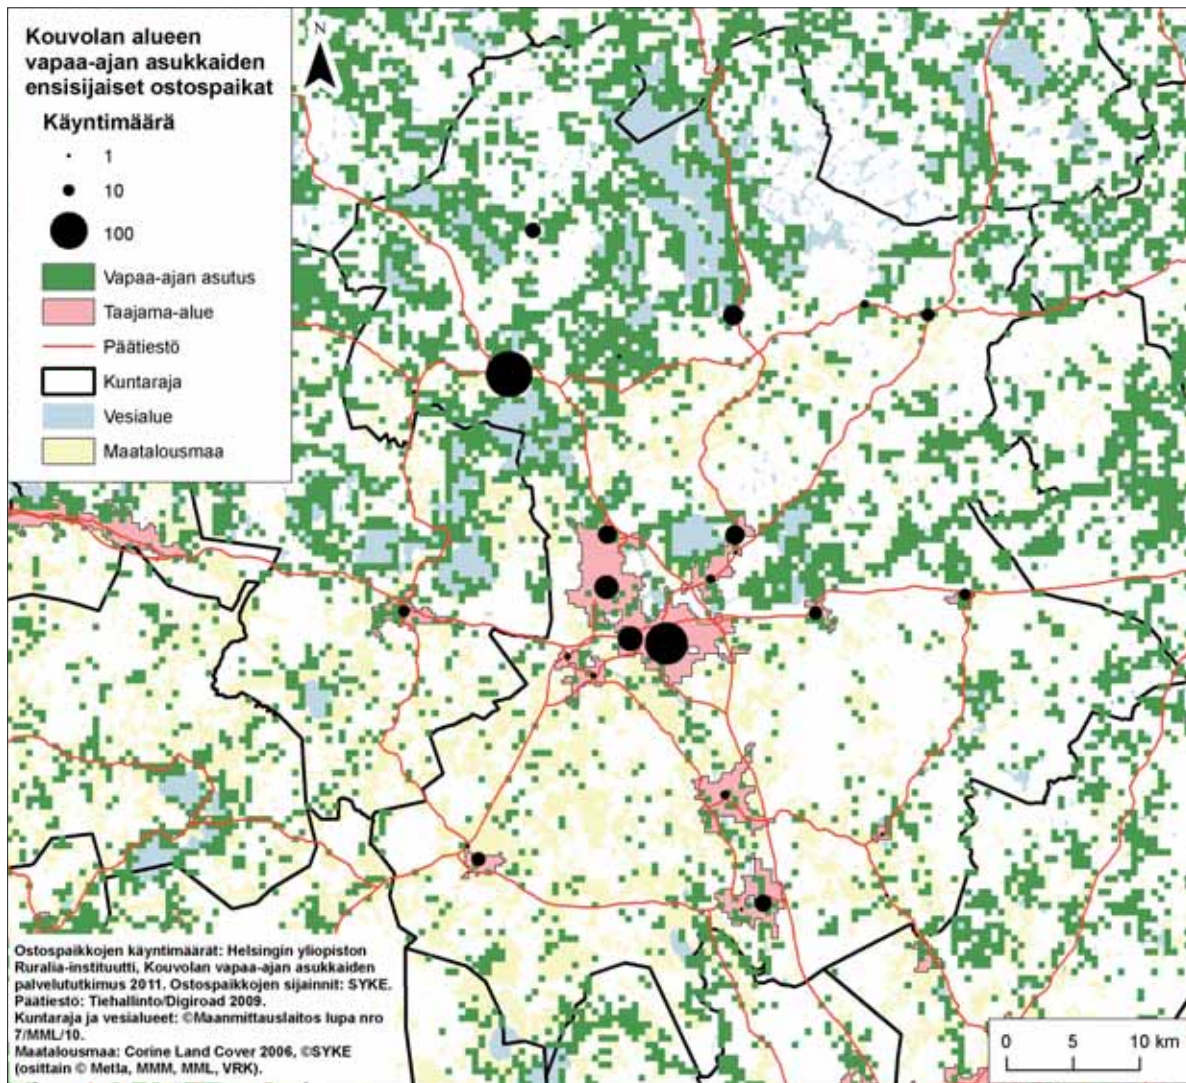 Kouvolan alueen
vapaa-ajan asukkaiden
ensisijaiset ostospaikat
Käyntimäärä
1
10
100
Vapaa-ajan asutus
Taajama-alue
Päätiestö
Kuntaraja
Vesialue
Maatalousmaa
N
Ostospaikkojen käyntimäärät: Helsingin yliopiston
Ruralia-instituutti, Kouvolan vapaa-ajan asukkaiden
palvelututkimus 2011. Ostospaikkojen sijainnit: SYKE.
Päätiestö: Tiehallinto/Digiroad 2009.
Kuntaraja ja vesialueet: ©Maanmittauslaitos lupa nro
7/MML/10.
Maatalousmaa: Corine Land Cover 2006, ©SYKE
(osittain © Metla, MMM, MML, VRK).
0 5 10 km